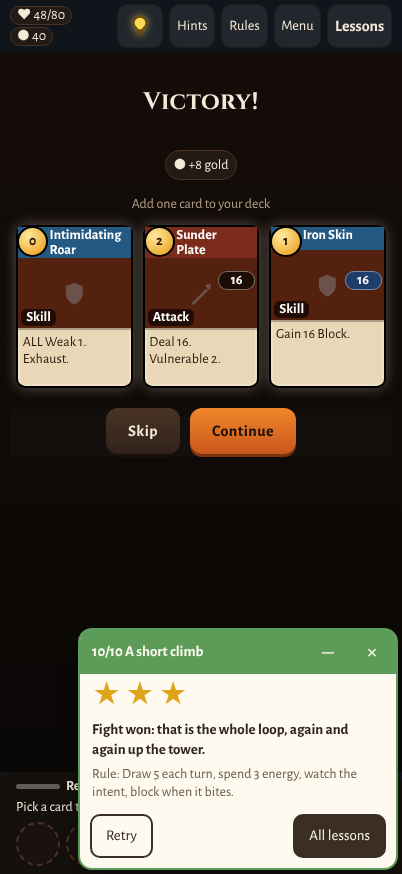 48/80
40
Hints
Rules
Menu
Lessons
Victory!
+8 gold
Add one card to your deck
0
Intimidating
Roar
Skill
ALL Weak 1.
Exhaust.
2
Sunder
Plate
16
Attack
Deal 16.
Vulnerable 2.
1
Iron Skin
16
Skill
Gain 16 Block.
Skip
Continue
10/10 A short climb
Fight won: that is the whole loop, again and
again up the tower.
Rule: Draw 5 each turn, spend 3 energy, watch the
intent, block when it bites.
Retry
All lessons
Re
Pick a card t